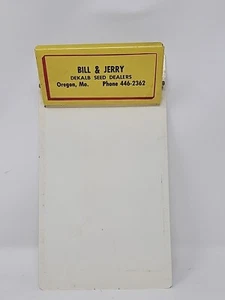 BILL & JERRY
DEKALB SEED DEALERS
Oregon, Mo. Phone 446-2362